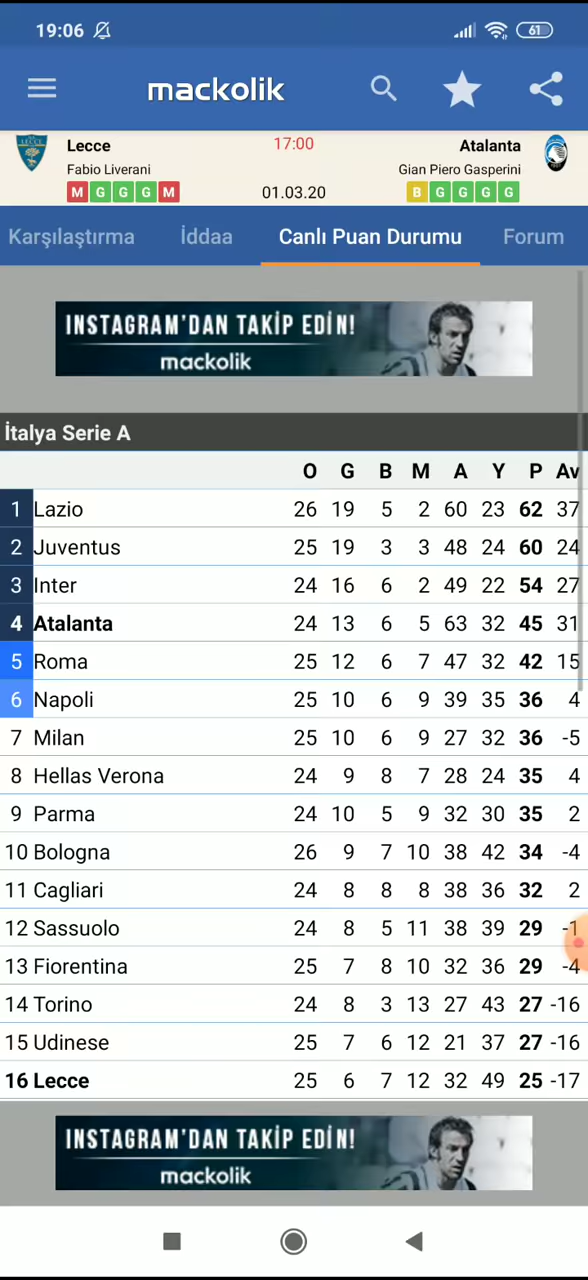 19:06 61
mackolik
Lecce 17:00 Atalanta
Fabio Liverani Gian Piero Gasperini
M G G G M 01.03.20 B G G G G
Karşılaştırma İddaa Canlı Puan Durumu Forum
INSTAGRAM'DAN TAKİP EDİN!
mackolik
İtalya Serie A
O G B M A Y P Av
1 Lazio 26 19 5 2 60 23 62 37
2 Juventus 25 19 3 3 48 24 60 24
3 Inter 24 16 6 2 49 22 54 27
4 Atalanta 24 13 6 5 63 32 45 31
5 Roma 25 12 6 7 47 32 42 15
6 Napoli 25 10 6 9 39 35 36 4
7 Milan 25 10 6 9 27 32 36 -5
8 Hellas Verona 24 9 8 7 28 24 35 4
9 Parma 24 10 5 9 32 30 35 2
10 Bologna 26 9 7 10 38 42 34 -4
11 Cagliari 24 8 8 8 38 36 32 2
12 Sassuolo 24 8 5 11 38 39 29 -1
13 Fiorentina 25 7 8 10 32 36 29 -4
14 Torino 24 8 3 13 27 43 27 -16
15 Udinese 25 7 6 12 21 37 27 -16
16 Lecce 25 6 7 12 32 49 25 -17
INSTAGRAM'DAN TAKİP EDİN!
mackolik